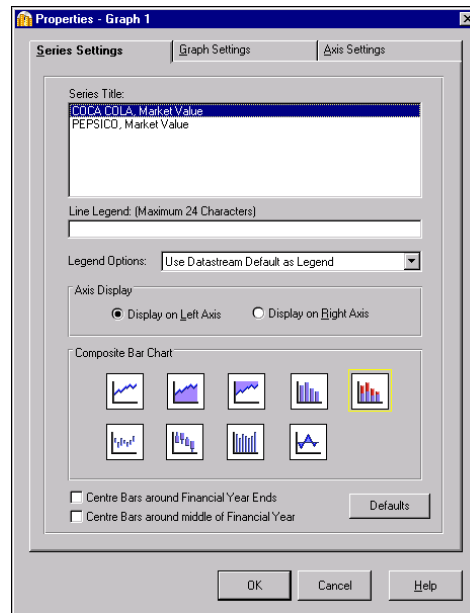 Properties - Graph 1
Series Settings
Graph Settings
Axis Settings
Series Title:
COCA COLA, Market Value
PEPSICO, Market Value
Line Legend: (Maximum 24 Characters)
Legend Options:
Use Datastream Default as Legend
Axis Display
Display on Left Axis
Display on Right Axis
Composite Bar Chart
Centre Bars around Financial Year Ends
Centre Bars around middle of Financial Year
Defaults
OK
Cancel
Help